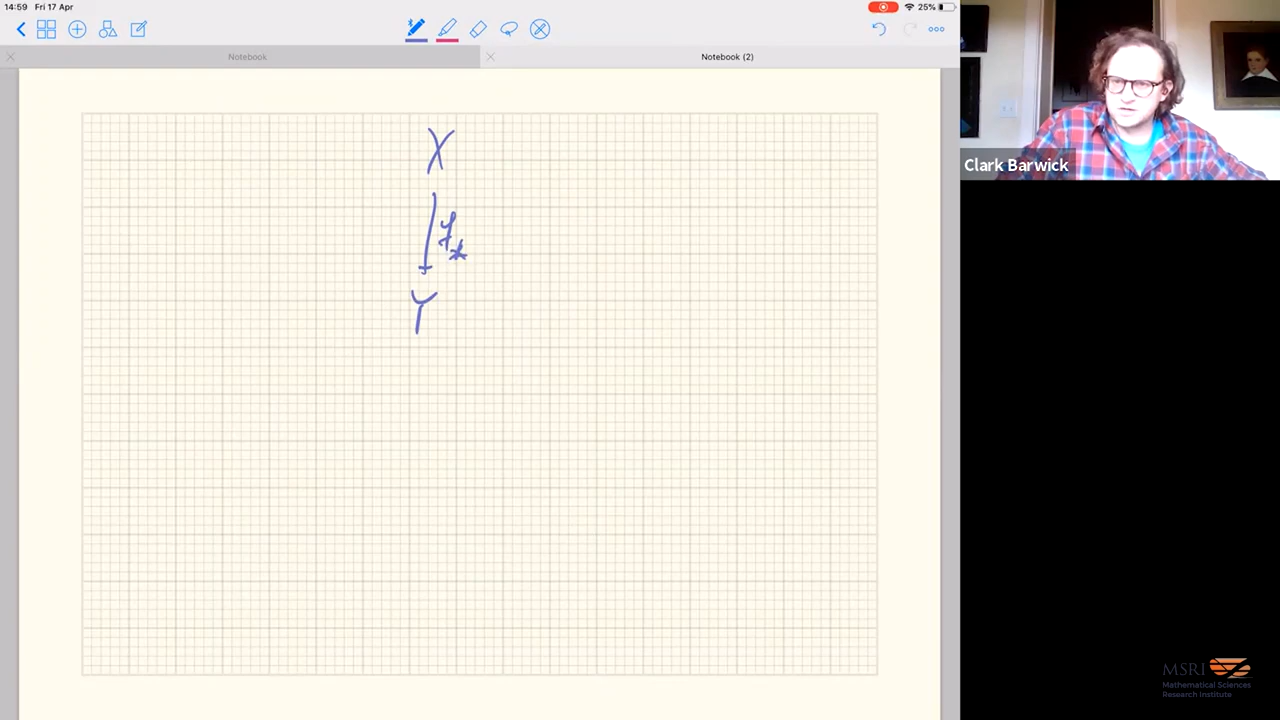 14:59 Fri 17 Apr
25%
Notebook
Notebook (2)
X
f*
Y
Clark Barwick
MSRI
Mathematical Sciences
Research Institute